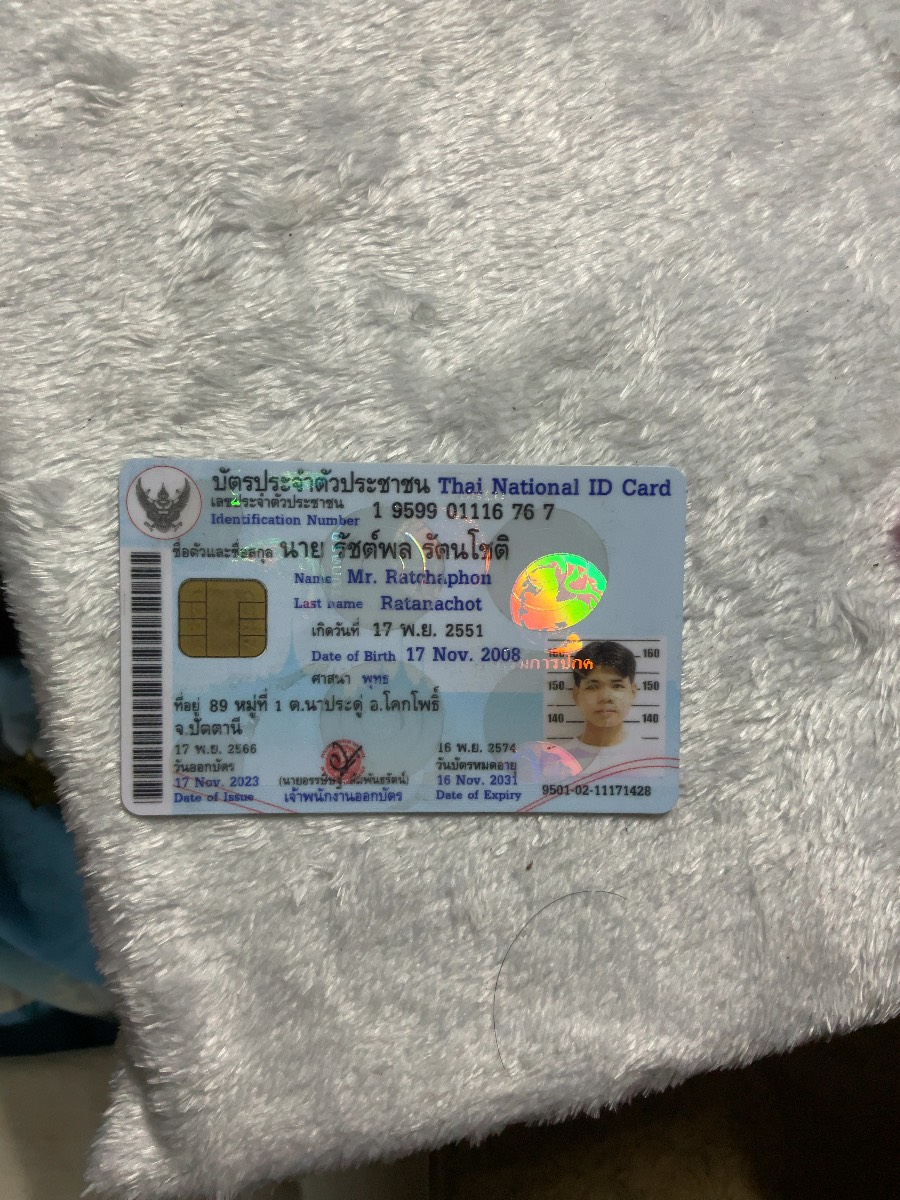 บัตรประจำตัวประชาชน Thai National ID Card
เลขประจำตัวประชาชน
Identification Number
1 9599 01116 76 7
ชื่อตัวและชื่อสกุล นาย รัชต์พล รัตนโชติ
Name Mr. Ratchaphon
Last name Ratanachot
เกิดวันที่ 17 พ.ย. 2551
Date of Birth 17 Nov. 2008
ศาสนา พุทธ
ที่อยู่ 89 หมู่ที่ 1 ต.นาประดู่ อ.โคกโพธิ์
จ.ปัตตานี
17 พ.ย. 2566
วันออกบัตร
17 Nov. 2023
Date of Issue
เจ้าพนักงานออกบัตร
16 พ.ย. 2574
วันบัตรหมดอายุ
16 Nov. 2031
Date of Expiry
160
150 150
140 140
9501-02-11171428